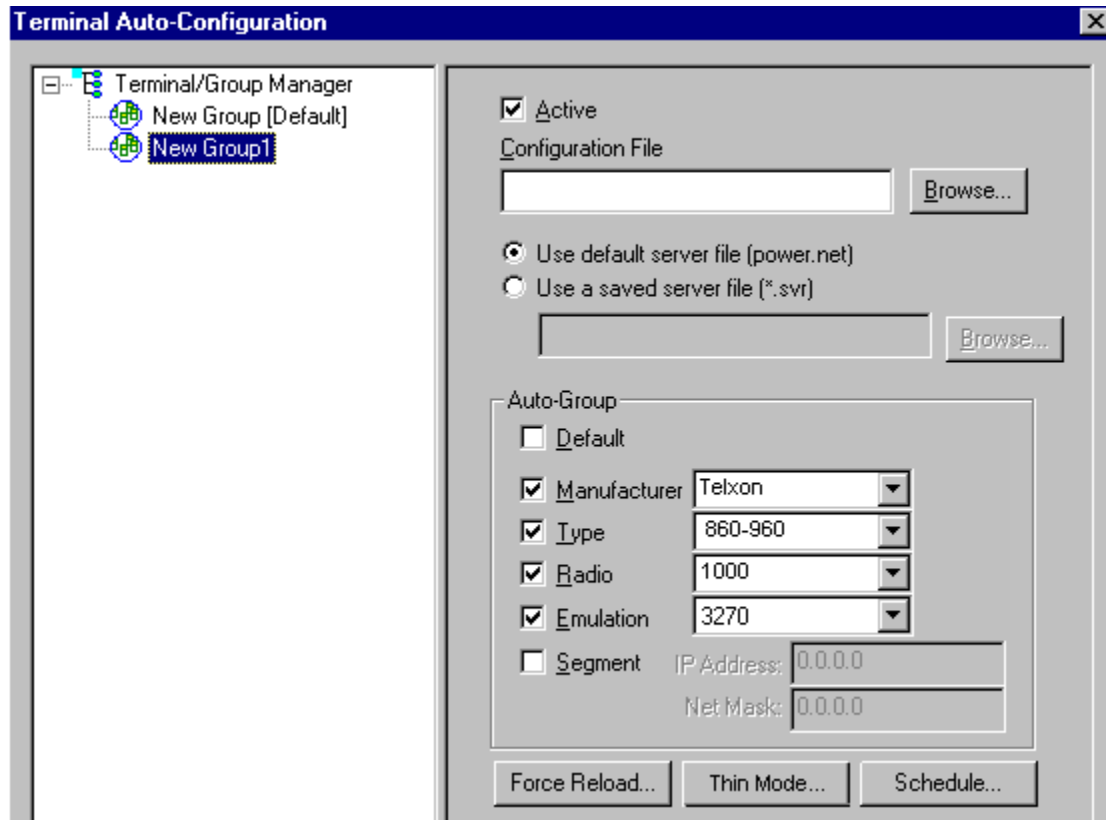 Terminal Auto-Configuration
Terminal/Group Manager
New Group [Default]
New Group1
Active
Configuration File
Browse...
Use default server file (power.net)
Use a saved server file (*.svr)
Browse...
Auto-Group
Default
Manufacturer Telxon
Type 860-960
Radio 1000
Emulation 3270
Segment IP Address: 0.0.0.0
Net Mask: 0.0.0.0
Force Reload... Thin Mode... Schedule...